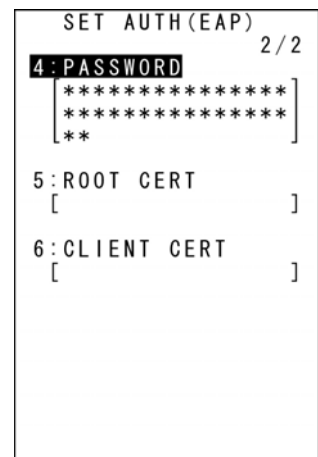 SET AUTH(EAP)
2/2
4:PASSWORD
[***************
***************
**]
5:ROOT CERT
[ ]
6:CLIENT CERT
[ ]